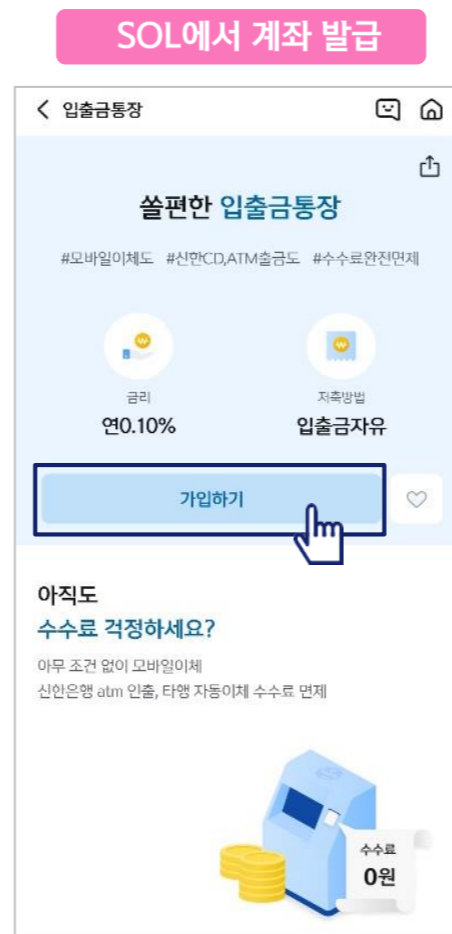 SOL에서 계좌 발급
입출금통장
쏠편한 입출금통장
#모바일이체도 #신한CD,ATM출금도 #수수료완전면제
금리
저축방법
연0.10%
입출금자유
가입하기
아직도
수수료 걱정하세요?
아무 조건 없이 모바일이체
신한은행 atm 인출, 타행 자동이체 수수료 면제
수수료
0원